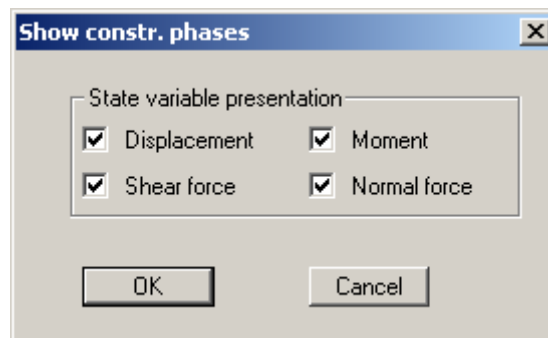 Show constr. phases
State variable presentation
Displacement Moment
Shear force Normal force
OK Cancel